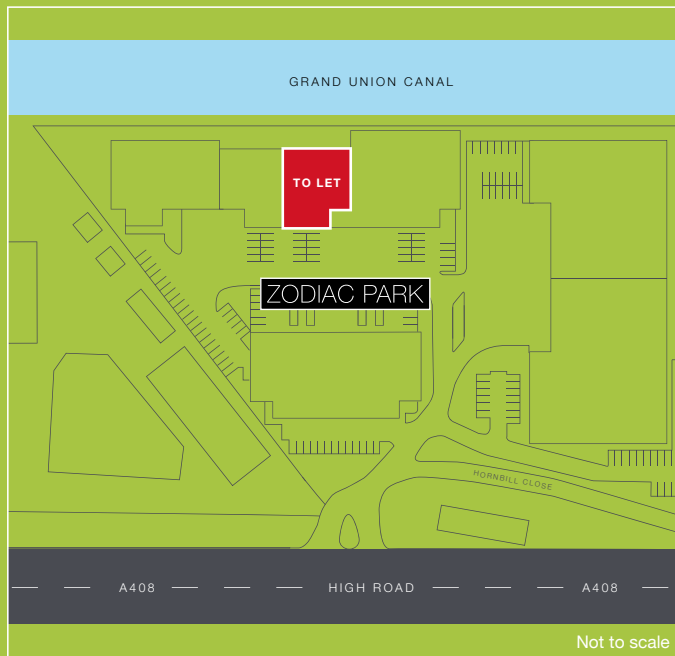 GRAND UNION CANAL
TO LET
ZODIAC PARK
HORNBILL CLOSE
A408 HIGH ROAD A408
Not to scale